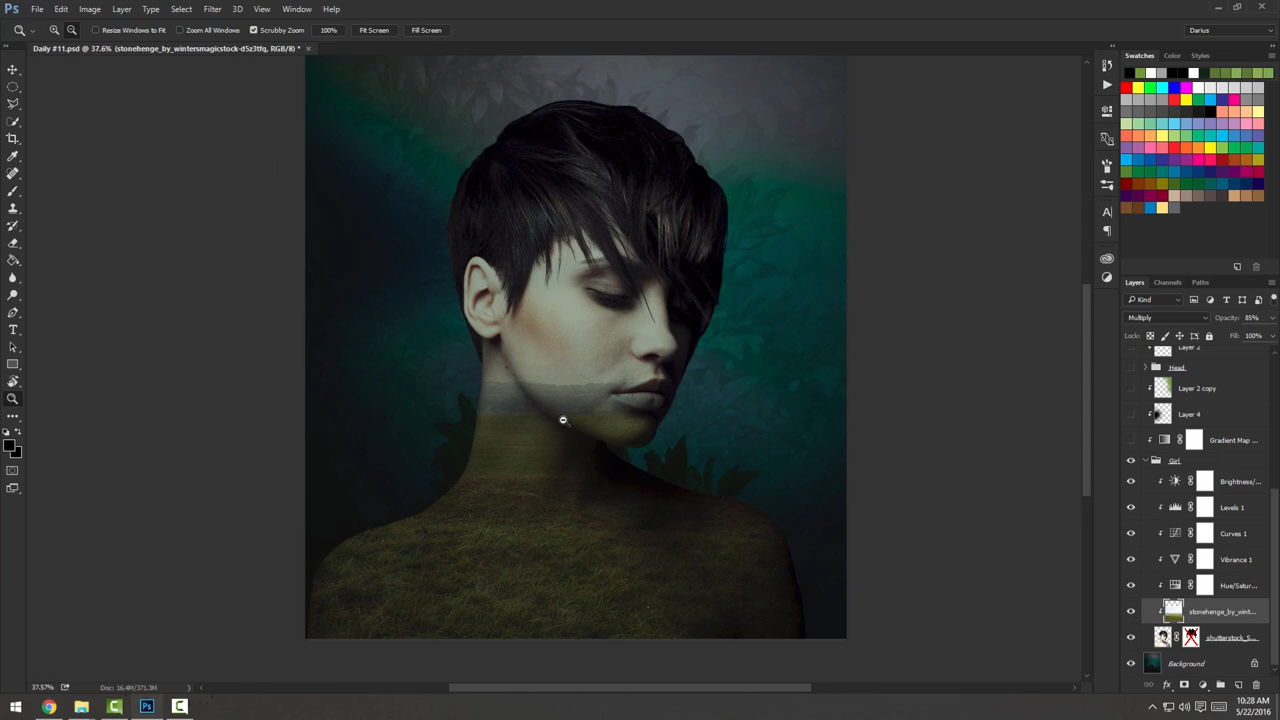 Ps File Edit Image Layer Type Select Filter 3D View Window Help
Resize Windows to Fit Zoom All Windows Scrubby Zoom 100% Fit Screen Fill Screen Darius
Daily #11.psd @ 37.6% (stonehenge_by_wintersmagicstock-d5z3tfq, RGB/8) *
Swatches Color Styles
Layers Channels Paths
Kind
Multiply Opacity: 85%
Lock: Fill: 100%
Layer 2
Head
Layer 2 copy
Layer 4
Gradient Map ...
Girl
Brightness/...
Levels 1
Curves 1
Vibrance 1
Hue/Satur...
stonehenge_by_wint...
shutterstock_5...
Background
37.57% Doc: 16.4M/371.3M
10:28 AM
5/22/2016